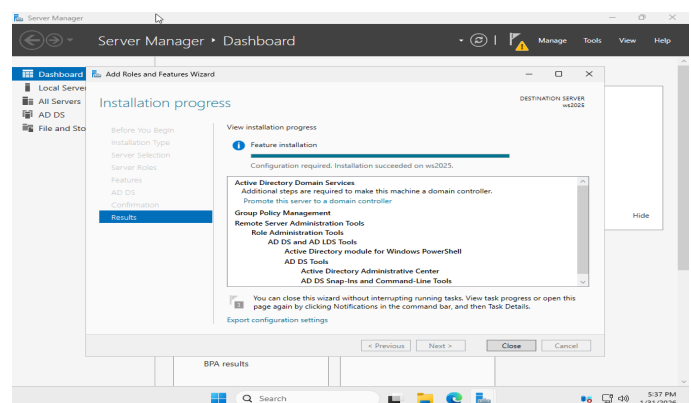 Server Manager
Server Manager • Dashboard
Manage Tools View Help
Dashboard
Local Serve
All Servers
AD DS
File and Sto
Add Roles and Features Wizard
Installation progress
DESTINATION SERVER
ws2025
Before You Begin
Installation Type
Server Selection
Server Roles
Features
AD DS
Confirmation
Results
View installation progress
Feature installation
Configuration required. Installation succeeded on ws2025.
Active Directory Domain Services
Additional steps are required to make this machine a domain controller.
Promote this server to a domain controller
Group Policy Management
Remote Server Administration Tools
Role Administration Tools
AD DS and AD LDS Tools
Active Directory module for Windows PowerShell
AD DS Tools
Active Directory Administrative Center
AD DS Snap-Ins and Command-Line Tools
You can close this wizard without interrupting running tasks. View task progress or open this
page again by clicking Notifications in the command bar, and then Task Details.
Export configuration settings
< Previous Next > Close Cancel
Hide
BPA results
Search
5:37 PM